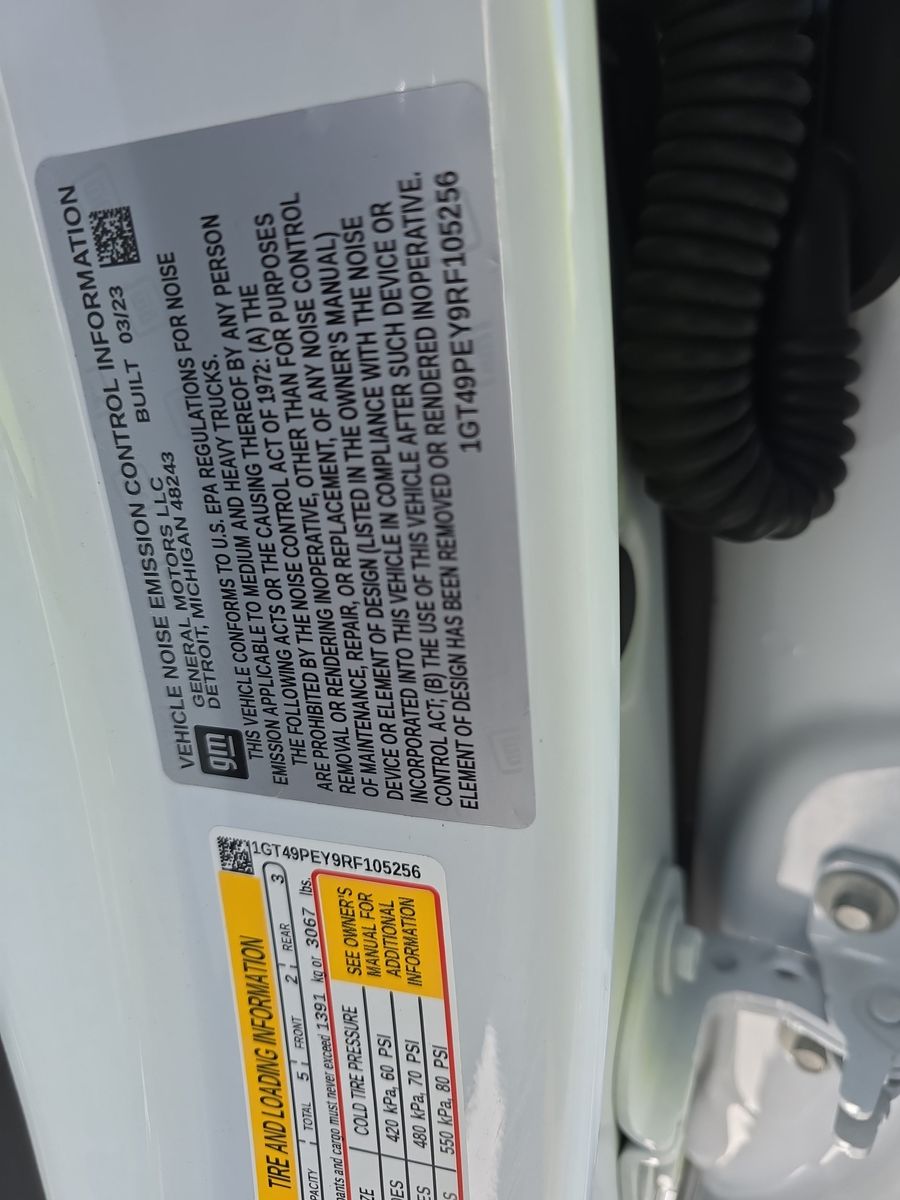 VEHICLE NOISE EMISSION CONTROL INFORMATION
GENERAL MOTORS LLC BUILT 03/23
DETROIT, MICHIGAN 48243
gm
THIS VEHICLE CONFORMS TO U.S. EPA REGULATIONS FOR NOISE
EMISSION APPLICABLE TO MEDIUM AND HEAVY TRUCKS.
THE FOLLOWING ACTS OR THE CAUSING THEREOF BY ANY PERSON
ARE PROHIBITED BY THE NOISE CONTROL ACT OF 1972: (A) THE
REMOVAL OR RENDERING INOPERATIVE, OTHER THAN FOR PURPOSES
OF MAINTENANCE, REPAIR, OR REPLACEMENT, OF ANY NOISE CONTROL
DEVICE OR ELEMENT OF DESIGN (LISTED IN THE OWNER'S MANUAL)
INCORPORATED INTO THIS VEHICLE IN COMPLIANCE WITH THE NOISE
CONTROL ACT; (B) THE USE OF THIS VEHICLE AFTER SUCH DEVICE OR
ELEMENT OF DESIGN HAS BEEN REMOVED OR RENDERED INOPERATIVE.
1GT49PEY9RF105256
TIRE AND LOADING INFORMATION
TOTAL 5 FRONT 2 REAR 3
cargo must never exceed 1391 kg or 3067 lbs.
COLD TIRE PRESSURE
420 kPa, 60 PSI
480 kPa, 70 PSI
550 kPa, 80 PSI
SEE OWNER'S
MANUAL FOR
ADDITIONAL
INFORMATION
1GT49PEY9RF105256